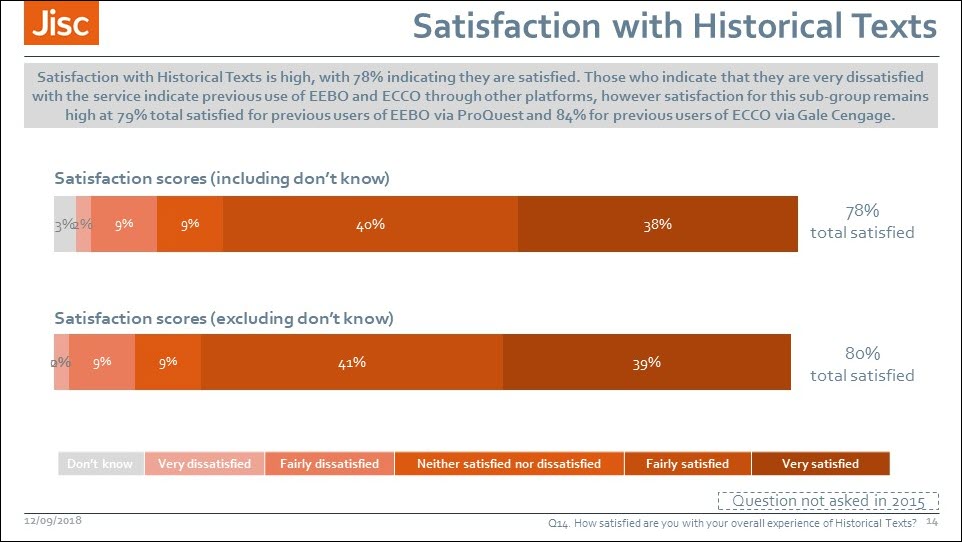 Jisc
Satisfaction with Historical Texts
Satisfaction with Historical Texts is high, with 78% indicating they are satisfied. Those who indicate that they are very dissatisfied
with the service indicate previous use of EEBO and ECCO through other platforms, however satisfaction for this sub-group remains
high at 79% total satisfied for previous users of EEBO via ProQuest and 84% for previous users of ECCO via Gale Cengage.
Satisfaction scores (including don’t know)
3% 2% 9% 9% 40% 38%
78%
total satisfied
Satisfaction scores (excluding don’t know)
9% 9% 41% 39%
80%
total satisfied
Don’t know Very dissatisfied Fairly dissatisfied Neither satisfied nor dissatisfied Fairly satisfied Very satisfied
Question not asked in 2015
12/09/2018
Q14. How satisfied are you with your overall experience of Historical Texts? 14